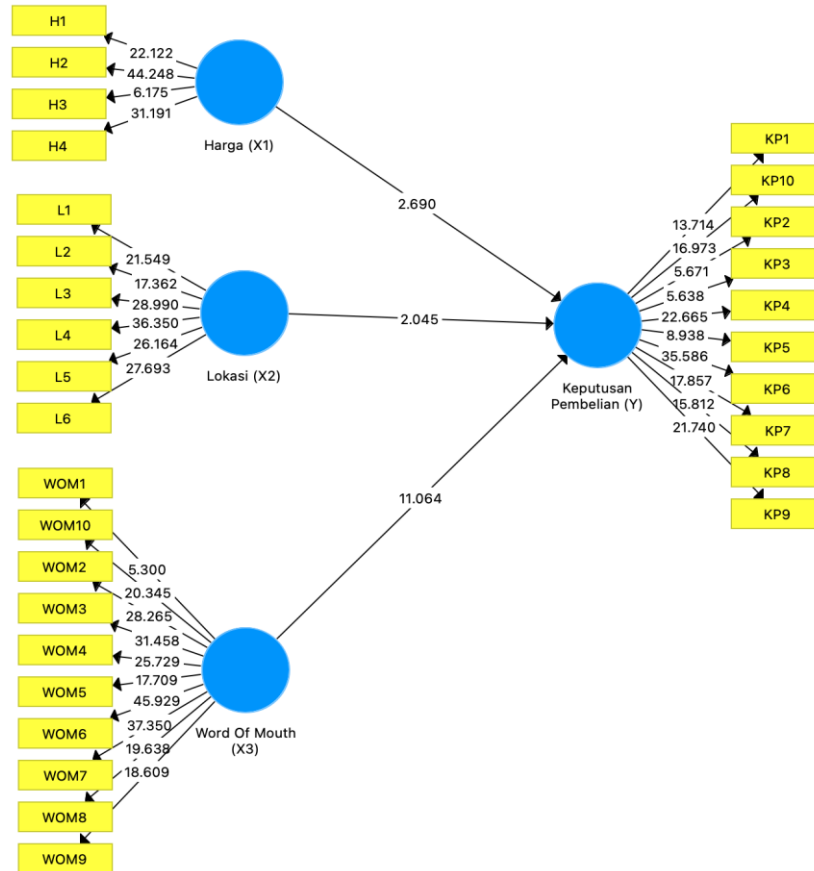 H1
H2
H3
H4
22.122
44.248
6.175
31.191
Harga (X1)
2.690
L1
L2
L3
L4
L5
L6
21.549
17.362
28.990
36.350
26.164
27.693
Lokasi (X2)
2.045
WOM1
WOM10
WOM2
WOM3
WOM4
WOM5
WOM6
WOM7
WOM8
WOM9
5.300
20.345
28.265
31.458
25.729
17.709
45.929
37.350
19.638
18.609
Word Of Mouth
(X3)
11.064
Keputusan
Pembelian (Y)
13.714
16.973
5.671
5.638
22.665
8.938
35.586
17.857
15.812
21.740
KP1
KP10
KP2
KP3
KP4
KP5
KP6
KP7
KP8
KP9